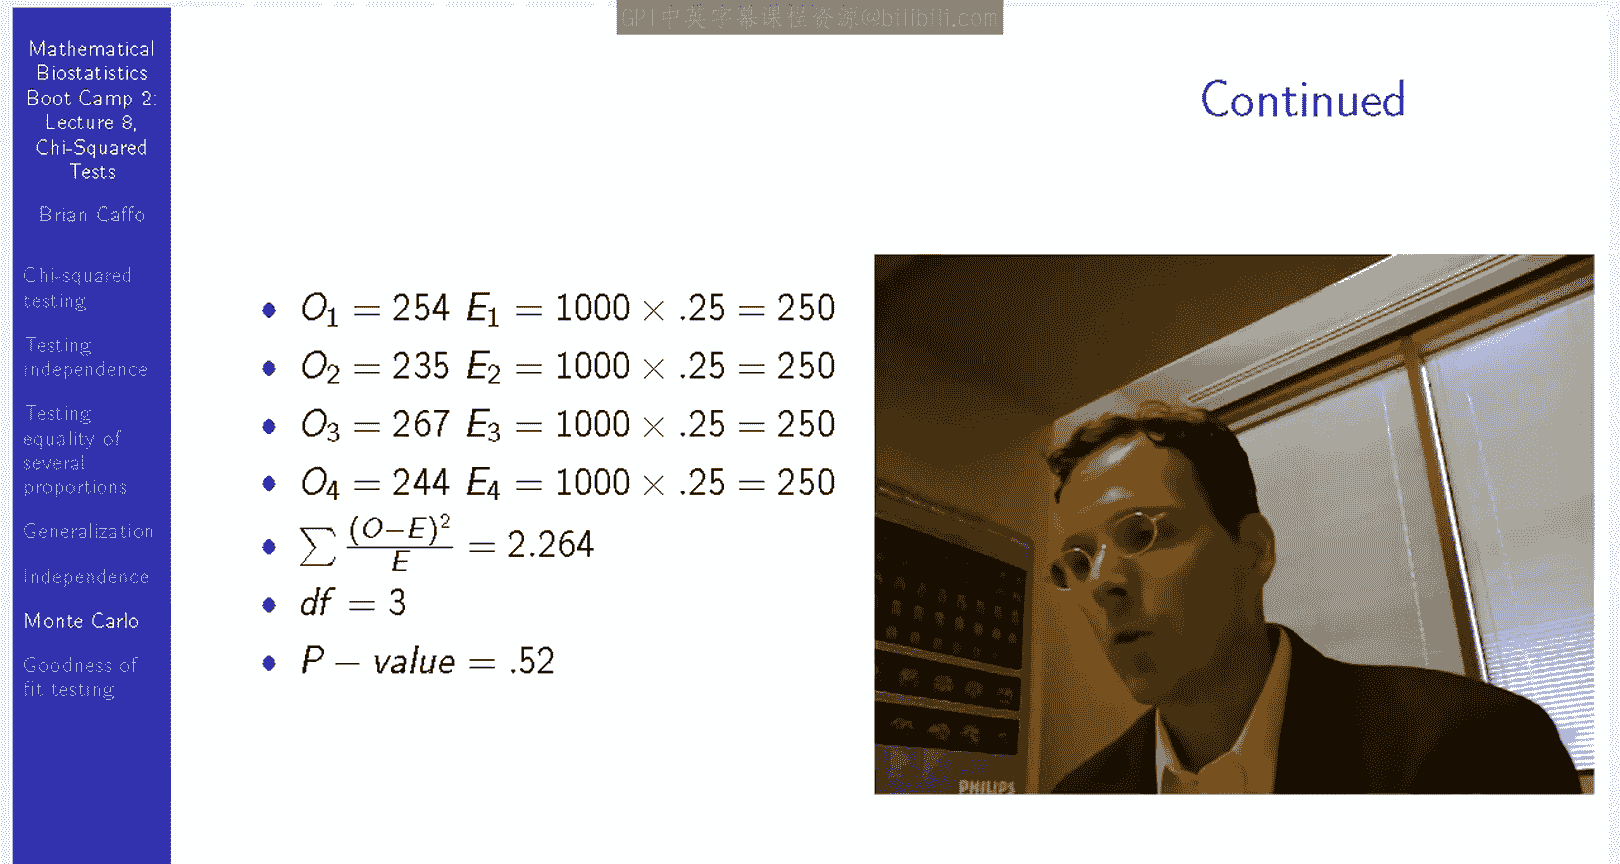 GPT中英字幕课程资源@bilibili.com
Mathematical
Biostatistics
Boot Camp 2:
Lecture 8,
Chi-Squared
Tests
Brian Caffo
Chi-squared
testing
Testing
independence
Testing
equality of
several
proportions
Generalization
Independence
Monte Carlo
Goodness of
fit testing
Continued
• O₁ = 254 E₁ = 1000 × .25 = 250
• O₂ = 235 E₂ = 1000 × .25 = 250
• O₃ = 267 E₃ = 1000 × .25 = 250
• O₄ = 244 E₄ = 1000 × .25 = 250
• ∑ (O−E)²/E = 2.264
• df = 3
• P − value = .52
PHILIPS